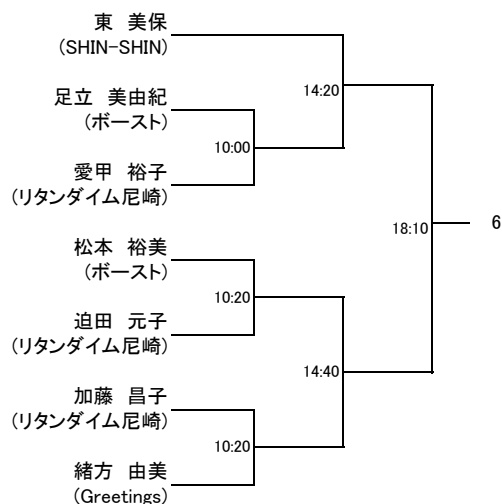 東 美保
(SHIN-SHIN)
14:20
足立 美由紀
(ボースト)
10:00
愛甲 裕子
(リタンダイム尼崎)
18:10
6
松本 裕美
(ボースト)
10:20
迫田 元子
(リタンダイム尼崎)
14:40
加藤 昌子
(リタンダイム尼崎)
10:20
緒方 由美
(Greetings)